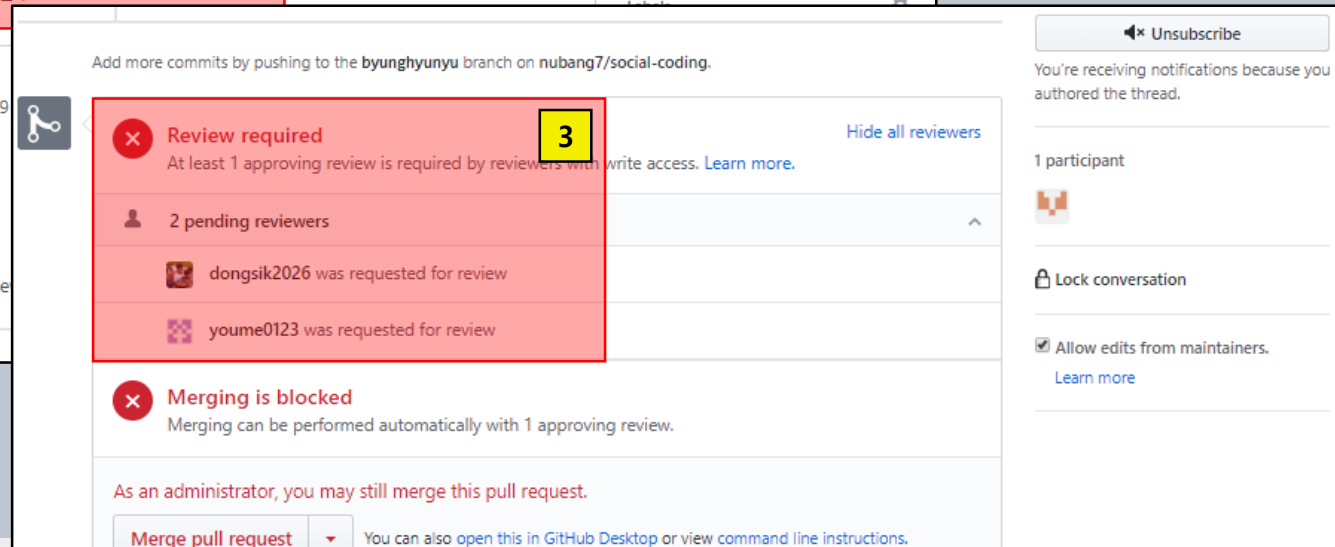 Unsubscribe
Add more commits by pushing to the byunghyunyu branch on nubang7/social-coding.
You're receiving notifications because you
authored the thread.
9
Review required
3
Hide all reviewers
At least 1 approving review is required by reviewers with write access. Learn more.
1 participant
2 pending reviewers
dongsik2026 was requested for review
Lock conversation
youme0123 was requested for review
Allow edits from maintainers.
Learn more
Merging is blocked
Merging can be performed automatically with 1 approving review.
As an administrator, you may still merge this pull request.
Merge pull request
You can also open this in GitHub Desktop or view command line instructions.